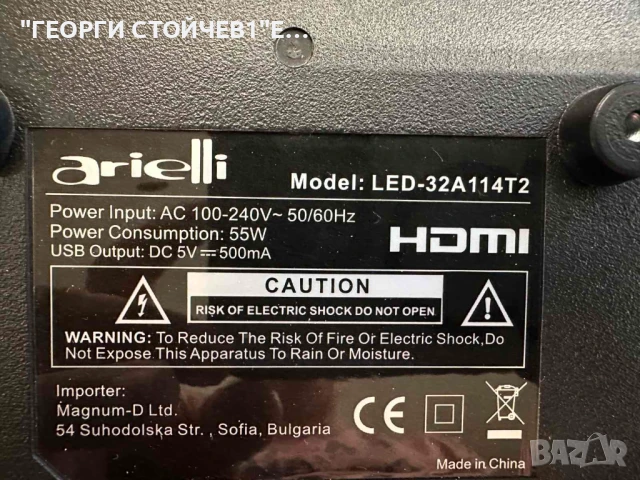 "ГЕОРГИ СТОЙЧЕВ1"Е...
arielli
Model: LED-32A114T2
Power Input: AC 100-240V~ 50/60Hz
Power Consumption: 55W
USB Output: DC 5V⎓500mA
HDMI
CAUTION
RISK OF ELECTRIC SHOCK DO NOT OPEN
WARNING: To Reduce The Risk Of Fire Or Electric Shock,Do
Not Expose This Apparatus To Rain Or Moisture.
Importer:
Magnum-D Ltd.
54 Suhodolska Str. , Sofia, Bulgaria
CE
Made in China
BAZAR